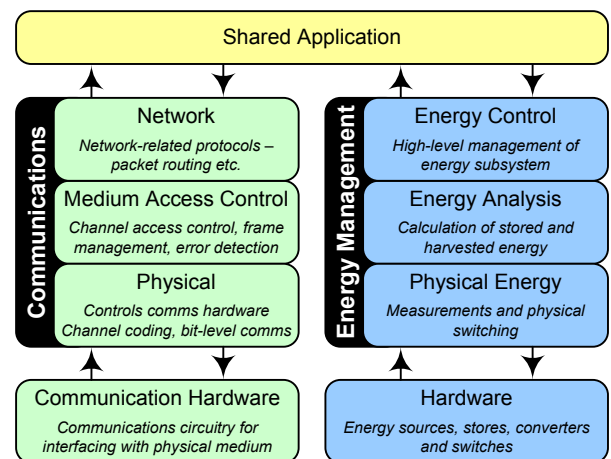 Shared Application
Communications
Network
Network-related protocols –
packet routing etc.
Medium Access Control
Channel access control, frame
management, error detection
Physical
Controls comms hardware
Channel coding, bit-level comms
Communication Hardware
Communications circuitry for
interfacing with physical medium
Energy Management
Energy Control
High-level management of
energy subsystem
Energy Analysis
Calculation of stored and
harvested energy
Physical Energy
Measurements and physical
switching
Hardware
Energy sources, stores, converters
and switches